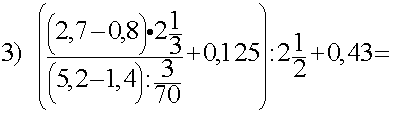 3) (((2,7−0,8)•2 1/3)/((5,2−1,4):3/70)+0,125):2 1/2+0,43=